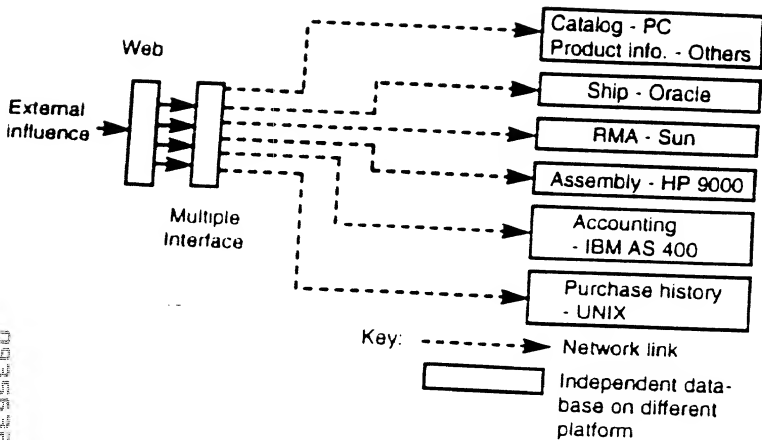 Web
External
influence
Multiple
Interface
Catalog - PC
Product info. - Others
Ship - Oracle
RMA - Sun
Assembly - HP 9000
Accounting
- IBM AS 400
Purchase history
- UNIX
Key:
Network link
Independent data-
base on different
platform